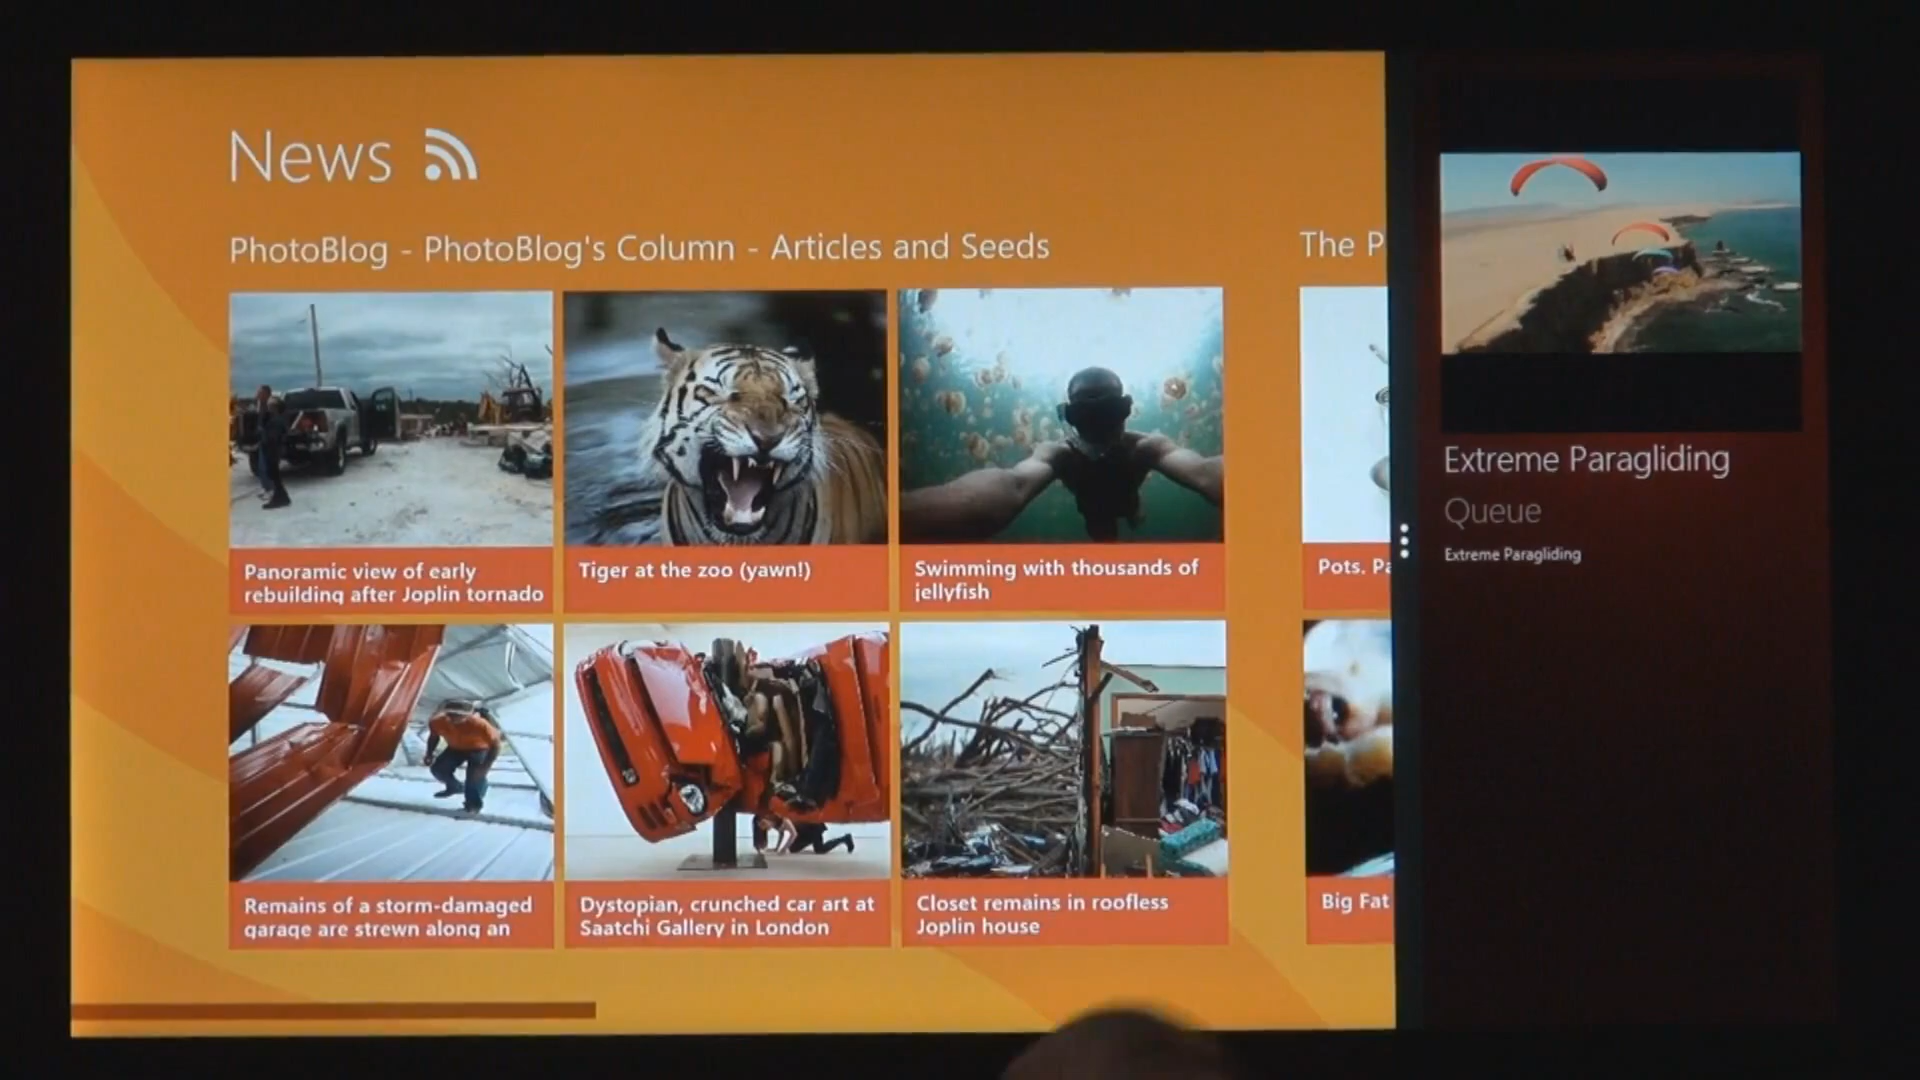 News
PhotoBlog - PhotoBlog's Column - Articles and Seeds
The P
Panoramic view of early
rebuilding after Joplin tornado
Tiger at the zoo (yawn!)
Swimming with thousands of
jellyfish
Pots. Pa
Remains of a storm-damaged
garage are strewn along an
Dystopian, crunched car art at
Saatchi Gallery in London
Closet remains in roofless
Joplin house
Big Fat
Extreme Paragliding
Queue
Extreme Paragliding